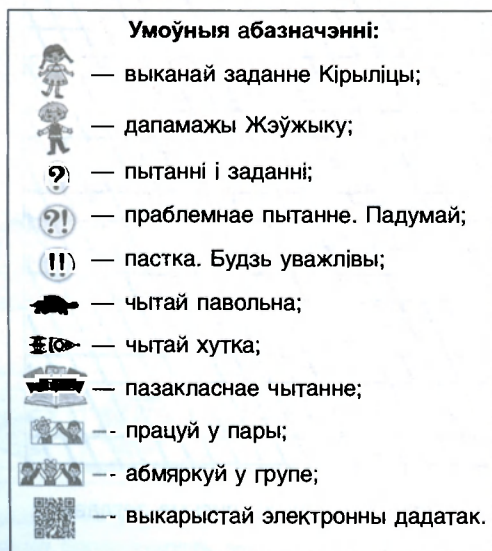 Умоўныя абазначэнні:
— выканай заданне Кірыліцы;
— дапамажы Жэўжыку;
? — пытанні і заданні;
?! — праблемнае пытанне. Падумай;
!! — пастка. Будзь уважлівы;
— чытай павольна;
— чытай хутка;
— пазакласнае чытанне;
— працуй у пары;
— абмяркуй у групе;
— выкарыстай электронны дадатак.